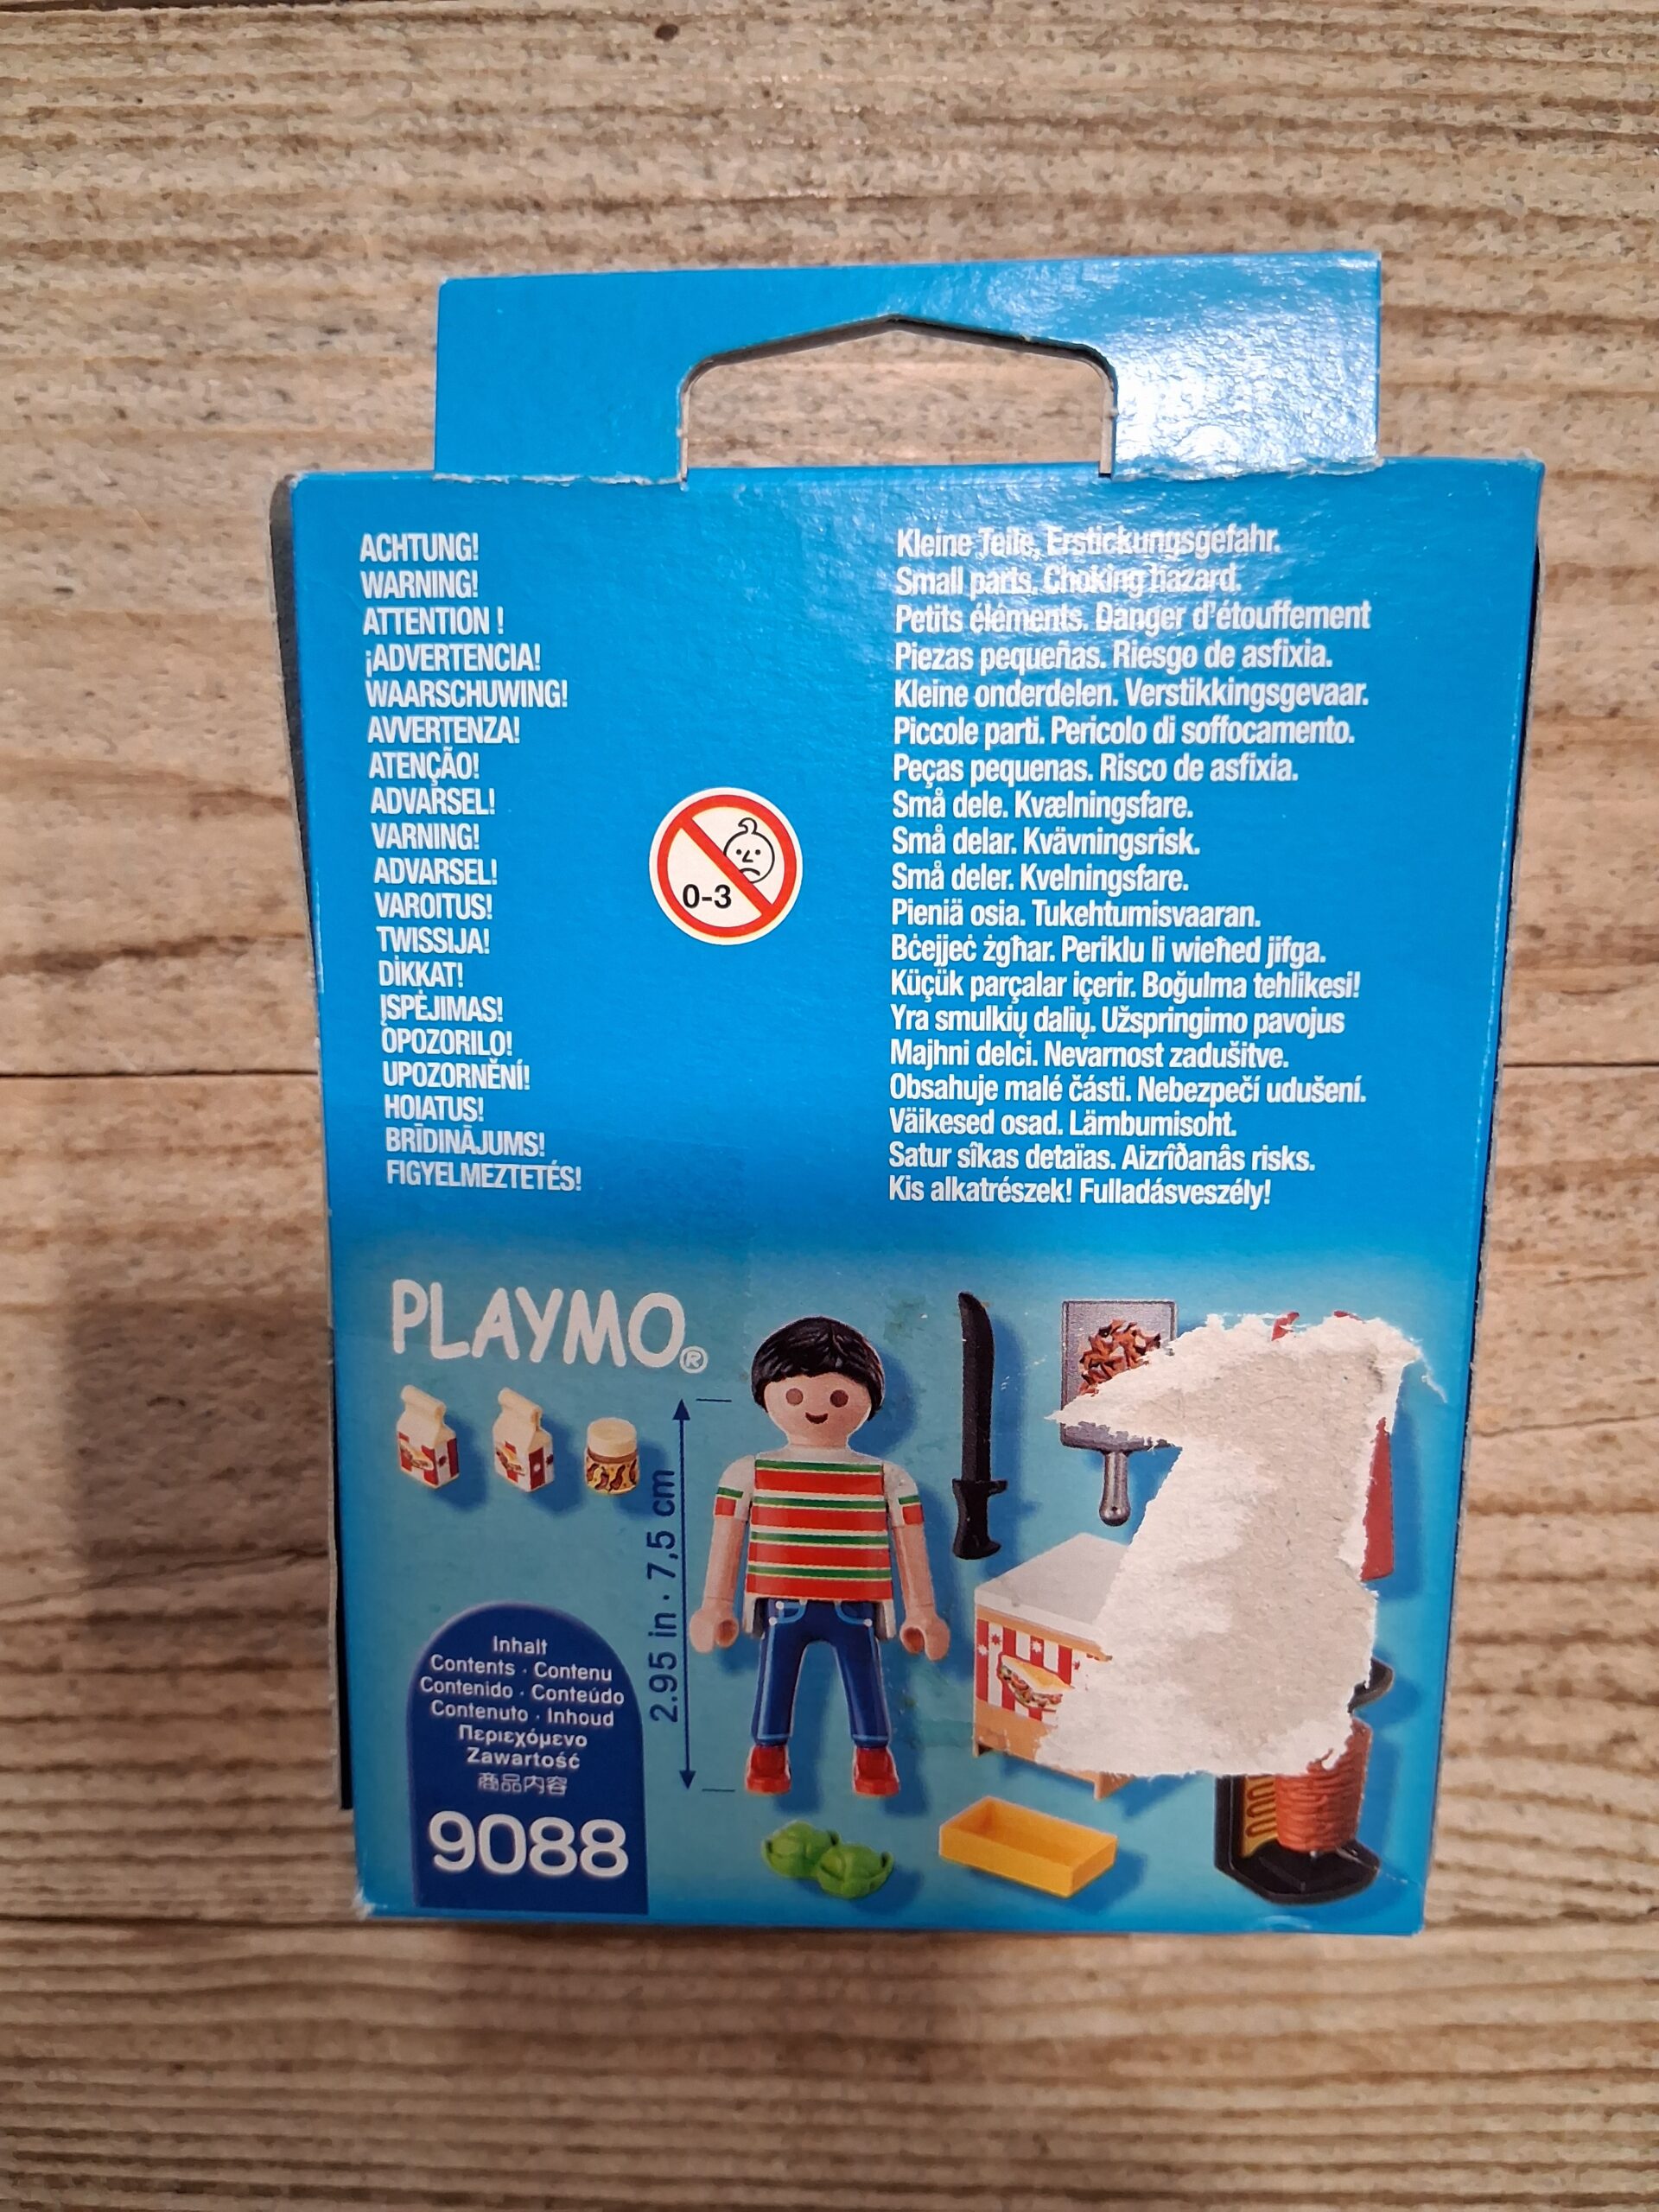 ACHTUNG!
WARNING!
ATTENTION !
¡ADVERTENCIA!
WAARSCHUWING!
AVVERTENZA!
ATENÇÃO!
ADVARSEL!
VARNING!
ADVARSEL!
VAROITUS!
TWISSIJA!
DİKKAT!
ĮSPĖJIMAS!
OPOZORILO!
UPOZORNĚNÍ!
HOIATUS!
BRĪDINĀJUMS!
FIGYELMEZTETÉS!
0-3
Kleine Teile, Erstickungsgefahr.
Small parts. Choking hazard.
Petits éléments. Danger d'étouffement
Piezas pequeñas. Riesgo de asfixia.
Kleine onderdelen. Verstikkingsgevaar.
Piccole parti. Pericolo di soffocamento.
Peças pequenas. Risco de asfixia.
Små dele. Kvælningsfare.
Små delar. Kvävningsrisk.
Små deler. Kvelningsfare.
Pieniä osia. Tukehtumisvaaran.
Bċejjeċ żgħar. Periklu li wieħed jifga.
Küçük parçalar içerir. Boğulma tehlikesi!
Yra smulkių dalių. Užspringimo pavojus
Majhni delci. Nevarnost zadušitve.
Obsahuje malé části. Nebezpečí udušení.
Väikesed osad. Lämbumisoht.
Satur sîkas detaïas. Aizrîðanâs risks.
Kis alkatrészek! Fulladásveszély!
PLAYMO®
2.95 in · 7,5 cm
Inhalt
Contents · Contenu
Contenido · Conteúdo
Contenuto · Inhoud
Περιεχόμενο
Zawartość
商品内容
9088